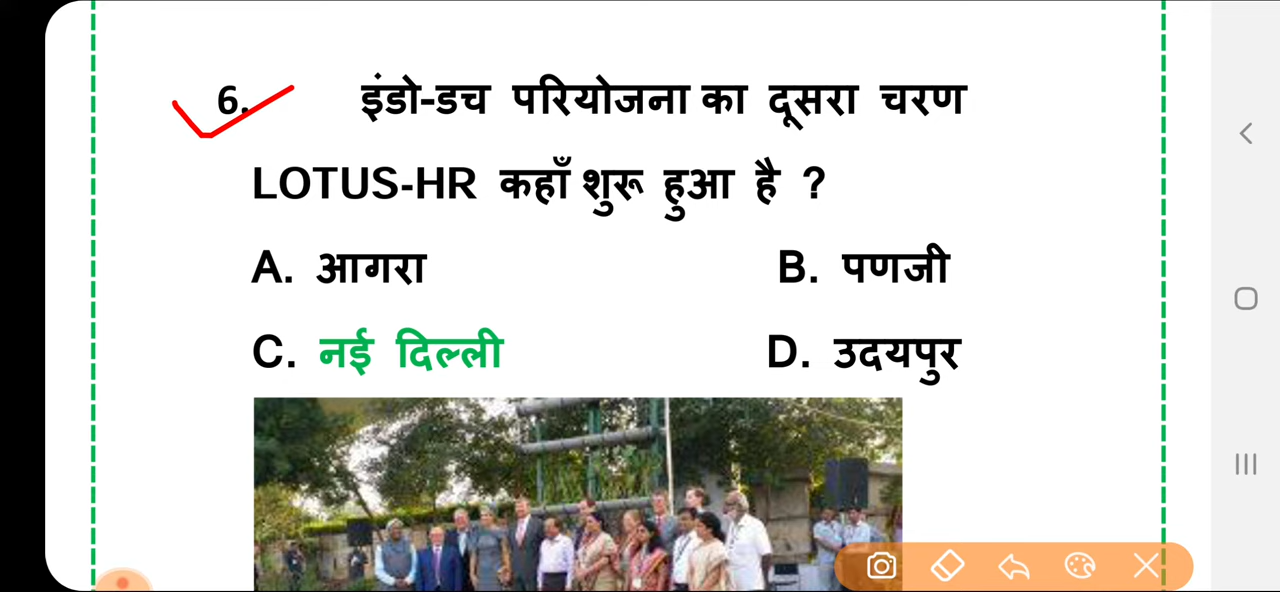 6. इंडो-डच परियोजना का दूसरा चरण
LOTUS-HR कहाँ शुरू हुआ है ?
A. आगरा B. पणजी
C. नई दिल्ली D. उदयपुर